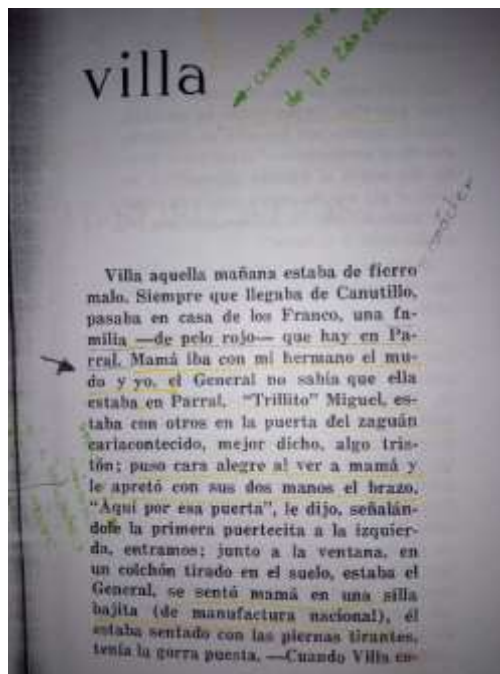 cuando me
de lo
villa
Villa aquella mañana estaba de fierro
malo. Siempre que llegaba de Canutillo,
pasaba en casa de los Franco, una fa-
milia —de pelo rojo— que hay en Pa-
rral. Mamá iba con mi hermano el mu-
do y yo, el General no sabía que ella
estaba en Parral. "Trillito" Miguel, es-
taba con otros en la puerta del zaguán
cariacontecido, mejor dicho, algo tris-
tón; puso cara alegre al ver a mamá y
le apretó con sus dos manos el brazo.
"Aquí por esa puerta", le dijo, señalán-
dole la primera puertecita a la izquier-
da, entramos; junto a la ventana, en
un colchón tirado en el suelo, estaba el
General, se sentó mamá en una silla
bajita (de manufactura nacional), él
estaba sentado con las piernas tirantes,
tenía la gorra puesta. —Cuando Villa en-